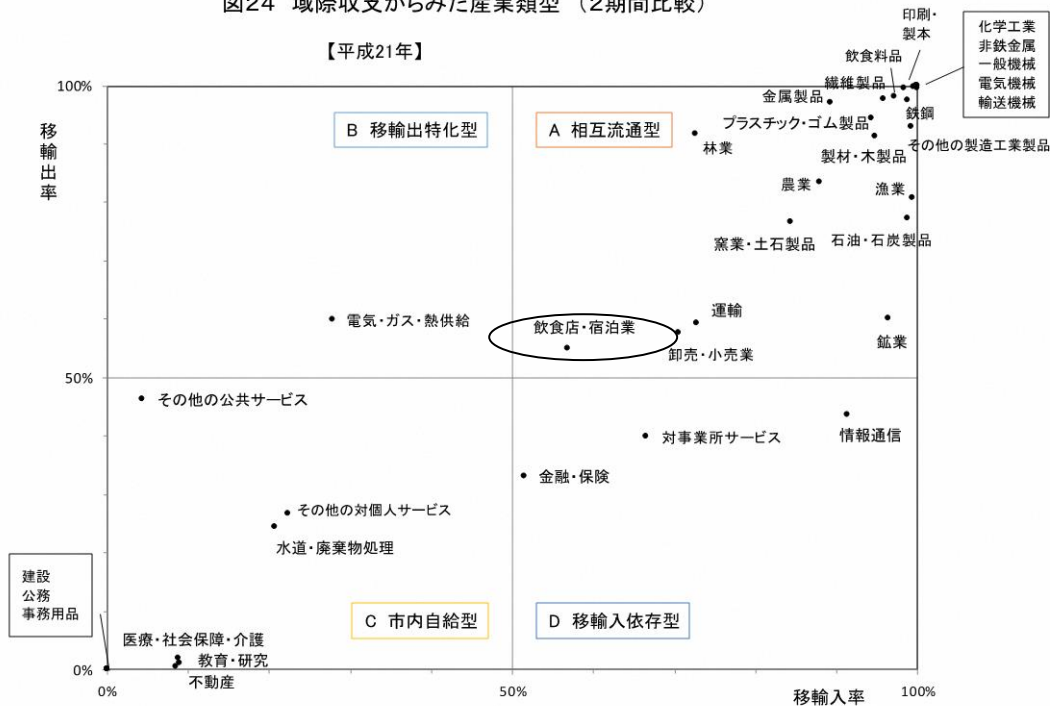 図24 域際収支からみた産業類型 （2期間比較）
【平成21年】
印刷・
製本
化学工業
非鉄金属
一般機械
電気機械
輸送機械
飲食料品
繊維製品
金属製品
鉄鋼
プラスチック・ゴム製品
その他の製造工業製品
製材・木製品
100%
移輸出率
B 移輸出特化型
A 相互流通型
林業
農業
漁業
窯業・土石製品
石油・石炭製品
電気・ガス・熱供給
飲食店・宿泊業
運輸
卸売・小売業
鉱業
50%
その他の公共サービス
対事業所サービス
情報通信
金融・保険
その他の対個人サービス
水道・廃棄物処理
建設
公務
事務用品
C 市内自給型
D 移輸入依存型
医療・社会保障・介護
教育・研究
不動産
0%
0%
50%
移輸入率
100%